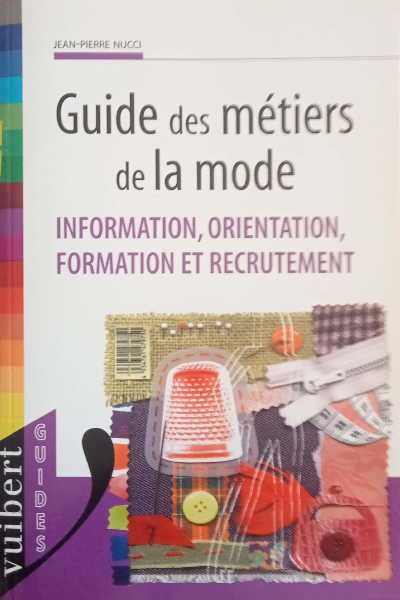 JEAN-PIERRE NUCCI
Guide des métiers
de la mode
INFORMATION, ORIENTATION,
FORMATION ET RECRUTEMENT
vuibert
GUIDES